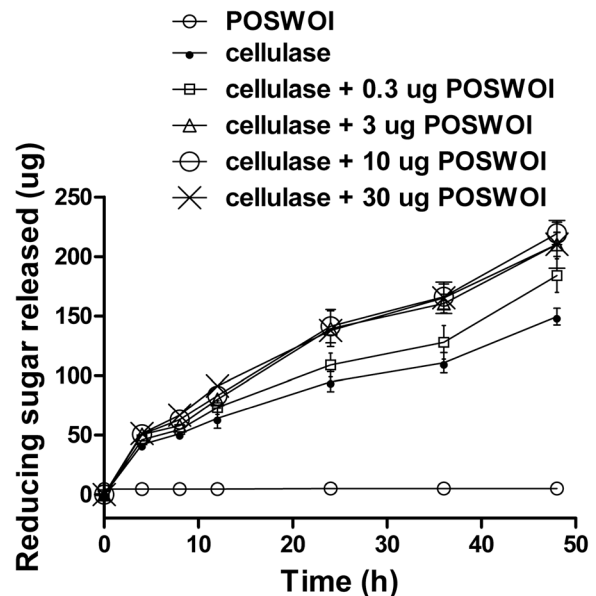 POSWOI
cellulase
cellulase + 0.3 ug POSWOI
cellulase + 3 ug POSWOI
cellulase + 10 ug POSWOI
cellulase + 30 ug POSWOI
Reducing sugar released (ug)
250
200
150
100
50
0
0 10 20 30 40 50
Time (h)